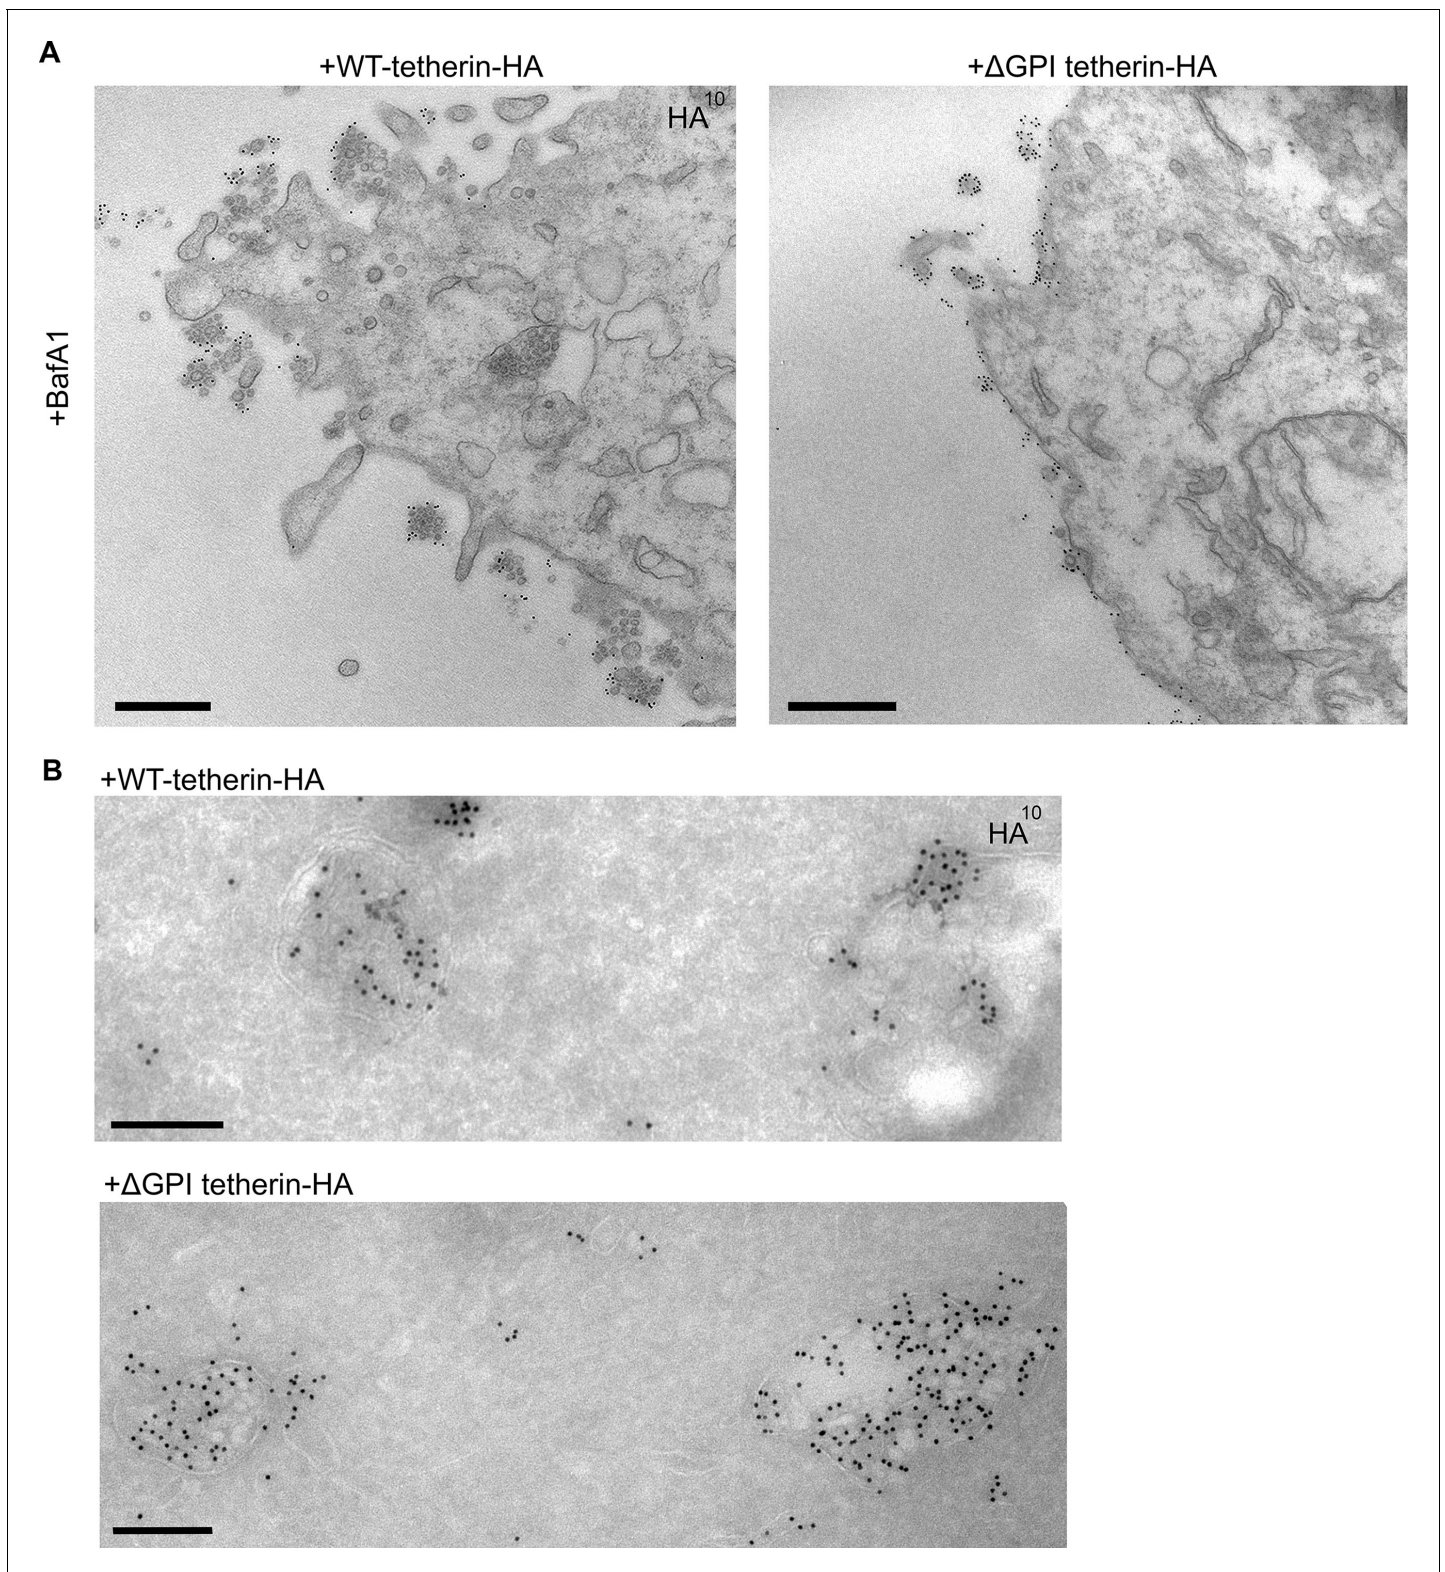 A
+WT-tetherin-HA
+ΔGPI tetherin-HA
HA10
+BafA1
B
+WT-tetherin-HA
HA10
+ΔGPI tetherin-HA